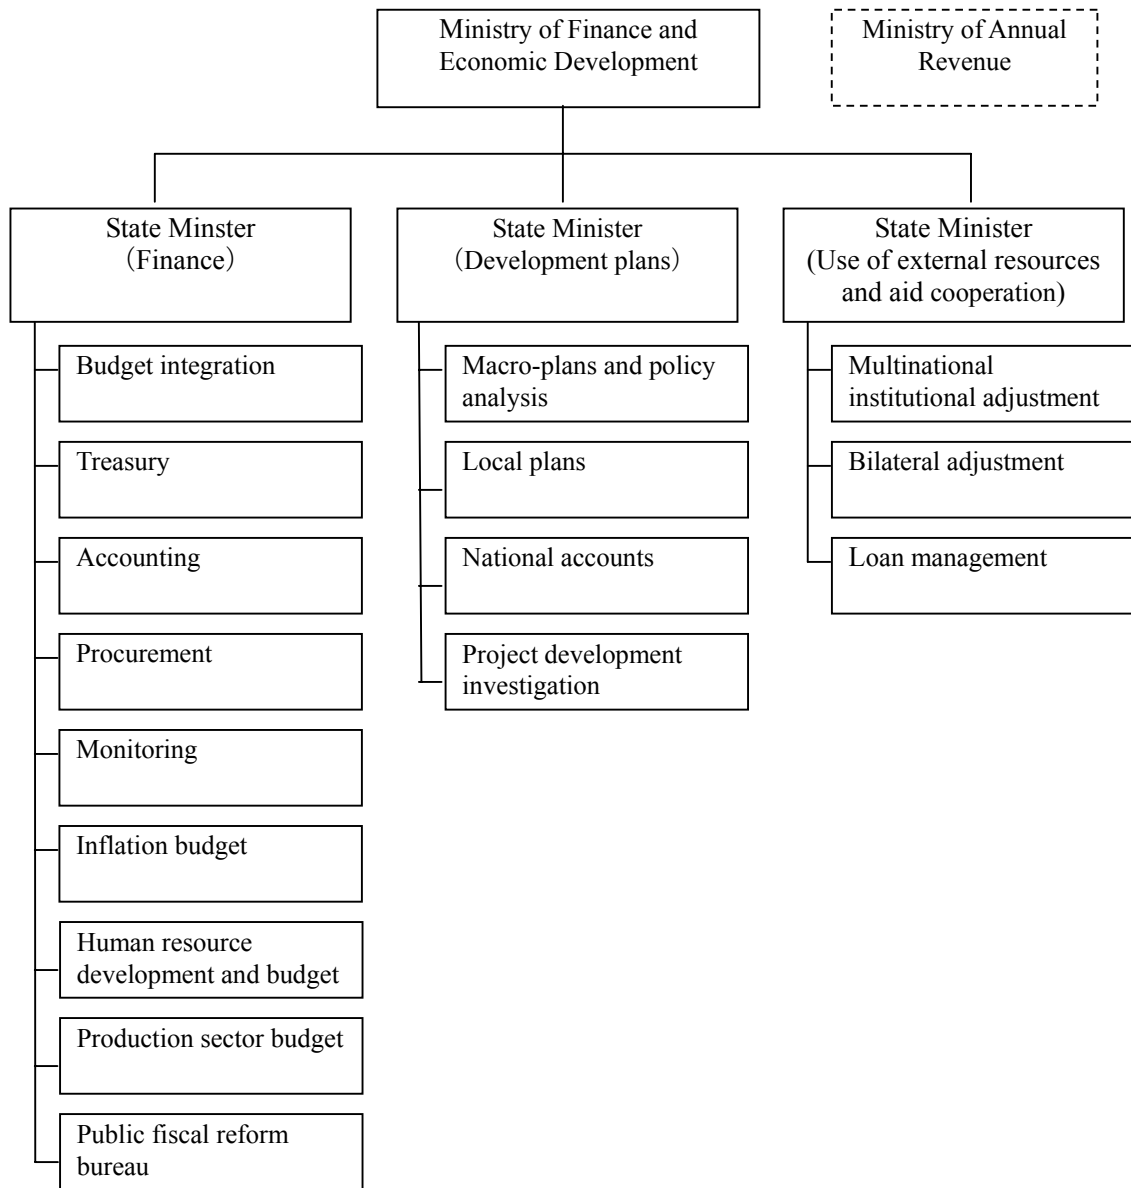 Ministry of Finance and
Economic Development
Ministry of Annual
Revenue
State Minster
（Finance）
State Minister
（Development plans）
State Minister
(Use of external resources
and aid cooperation)
Budget integration
Treasury
Accounting
Procurement
Monitoring
Inflation budget
Human resource
development and budget
Production sector budget
Public fiscal reform
bureau
Macro-plans and policy
analysis
Local plans
National accounts
Project development
investigation
Multinational
institutional adjustment
Bilateral adjustment
Loan management